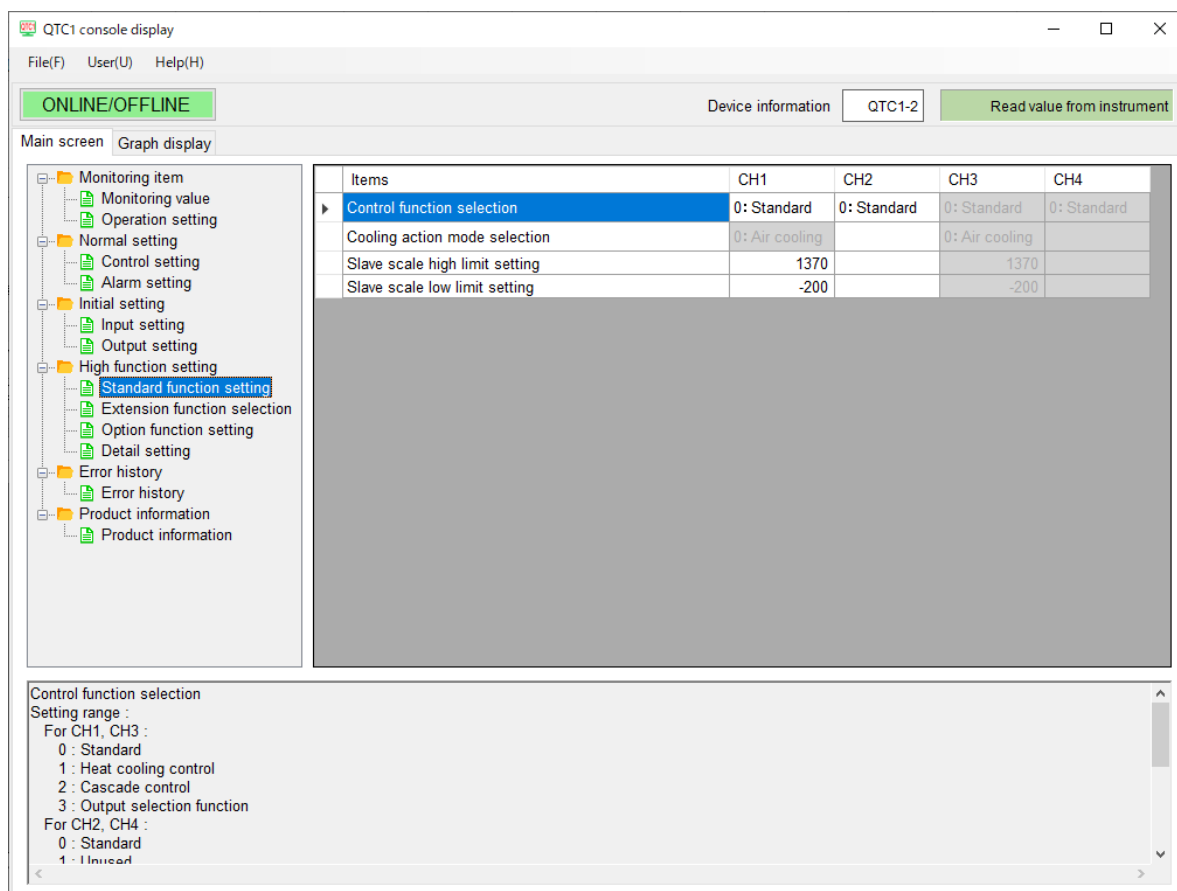 QTC1 console display
File(F) User(U) Help(H)
ONLINE/OFFLINE Device information QTC1-2 Read value from instrument
Main screen Graph display
Monitoring item
Monitoring value
Operation setting
Normal setting
Control setting
Alarm setting
Initial setting
Input setting
Output setting
High function setting
Standard function setting
Extension function selection
Option function setting
Detail setting
Error history
Error history
Product information
Product information
Items CH1 CH2 CH3 CH4
Control function selection 0: Standard 0: Standard 0: Standard 0: Standard
Cooling action mode selection 0: Air cooling 0: Air cooling
Slave scale high limit setting 1370 1370
Slave scale low limit setting -200 -200
Control function selection
Setting range :
For CH1, CH3 :
0 : Standard
1 : Heat cooling control
2 : Cascade control
3 : Output selection function
For CH2, CH4 :
0 : Standard
1 : Unused